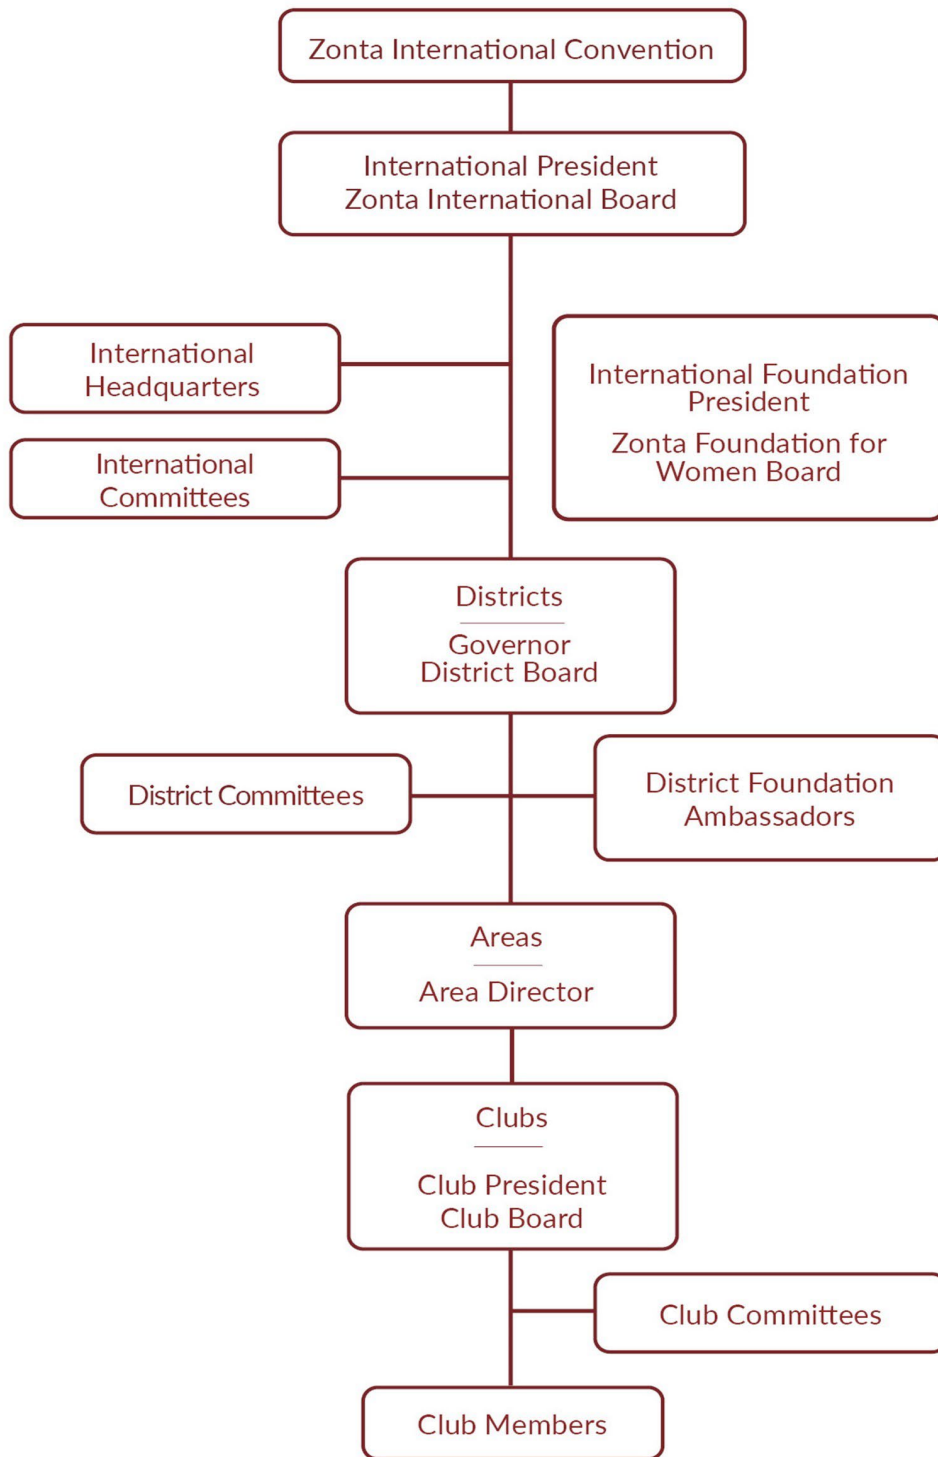 Zonta International Convention
International President
Zonta International Board
International
Headquarters
International Foundation
President
Zonta Foundation for
Women Board
International
Committees
Districts
Governor
District Board
District Committees
District Foundation
Ambassadors
Areas
Area Director
Clubs
Club President
Club Board
Club Committees
Club Members